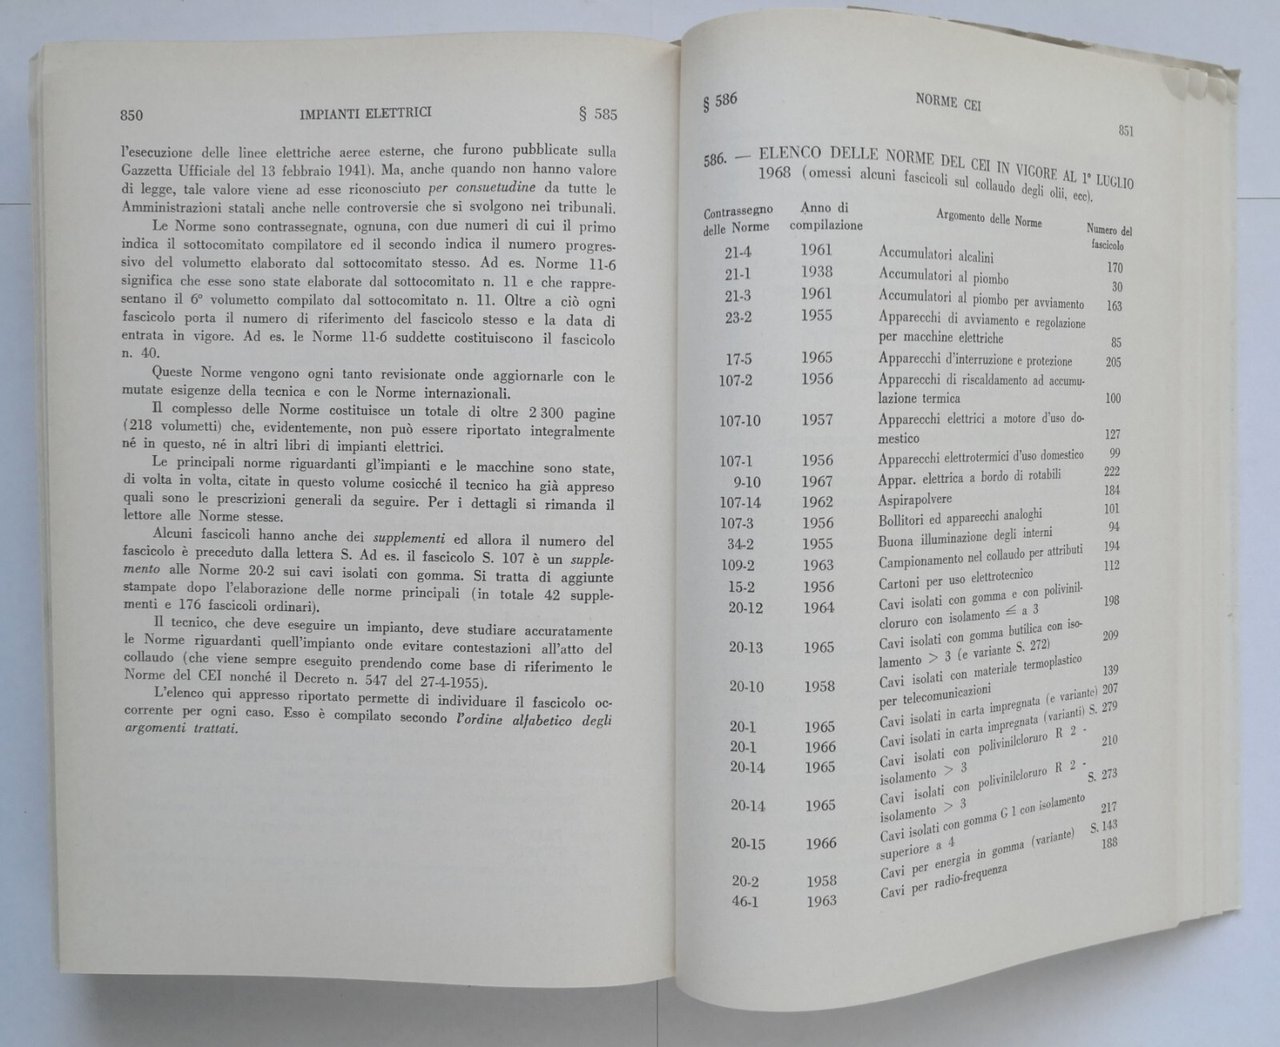 850 IMPIANTI ELETTRICI § 585
l'esecuzione delle linee elettriche aeree esterne, che furono pubblicate sulla
Gazzetta Ufficiale del 13 febbraio 1941). Ma, anche quando non hanno valore
di legge, tale valore viene ad esse riconosciuto per consuetudine da tutte le
Amministrazioni statali anche nelle controversie che si svolgono nei tribunali.
Le Norme sono contrassegnate, ognuna, con due numeri di cui il primo
indica il sottocomitato compilatore ed il secondo indica il numero progres-
sivo del volumetto elaborato dal sottocomitato stesso. Ad es. Norme 11-6
significa che esse sono state elaborate dal sottocomitato n. 11 e che rappre-
sentano il 6° volumetto compilato dal sottocomitato n. 11. Oltre a ciò ogni
fascicolo porta il numero di riferimento del fascicolo stesso e la data di
entrata in vigore. Ad es. le Norme 11-6 suddette costituiscono il fascicolo
n. 40.
Queste Norme vengono ogni tanto revisionate onde aggiornarle con le
mutate esigenze della tecnica e con le Norme internazionali.
Il complesso delle Norme costituisce un totale di oltre 2 300 pagine
(218 volumetti) che, evidentemente, non può essere riportato integralmente
né in questo, né in altri libri di impianti elettrici.
Le principali norme riguardanti gl'impianti e le macchine sono state,
di volta in volta, citate in questo volume cosicché il tecnico ha già appreso
quali sono le prescrizioni generali da seguire. Per i dettagli si rimanda il
lettore alle Norme stesse.
Alcuni fascicoli hanno anche dei supplementi ed allora il numero del
fascicolo è preceduto dalla lettera S. Ad es. il fascicolo S. 107 è un supple-
mento alle Norme 20-2 sui cavi isolati con gomma. Si tratta di aggiunte
stampate dopo l'elaborazione delle norme principali (in totale 42 supple-
menti e 176 fascicoli ordinari).
Il tecnico, che deve eseguire un impianto, deve studiare accuratamente
le Norme riguardanti quell'impianto onde evitare contestazioni all'atto del
collaudo (che viene sempre eseguito prendendo come base di riferimento le
Norme del CEI nonché il Decreto n. 547 del 27-4-1955).
L'elenco qui appresso riportato permette di individuare il fascicolo oc-
corrente per ogni caso. Esso è compilato secondo l'ordine alfabetico degli
argomenti trattati.
§ 586 NORME CEI 851
586. — ELENCO DELLE NORME DEL CEI IN VIGORE AL 1° LUGLIO
1968 (omessi alcuni fascicoli sul collaudo degli olii, ecc).
Contrassegno Anno di Argomento delle Norme Numero del
delle Norme compilazione fascicolo
21-4 1961 Accumulatori alcalini 170
21-1 1938 Accumulatori al piombo 30
21-3 1961 Accumulatori al piombo per avviamento 163
23-2 1955 Apparecchi di avviamento e regolazione
per macchine elettriche 85
17-5 1965 Apparecchi d'interruzione e protezione 205
107-2 1956 Apparecchi di riscaldamento ad accumu-
lazione termica 100
107-10 1957 Apparecchi elettrici a motore d'uso do-
mestico 127
107-1 1956 Apparecchi elettrotermici d'uso domestico 99
9-10 1967 Appar. elettrica a bordo di rotabili 222
107-14 1962 Aspirapolvere 184
107-3 1956 Bollitori ed apparecchi analoghi 101
34-2 1955 Buona illuminazione degli interni 94
109-2 1963 Campionamento nel collaudo per attributi 194
15-2 1956 Cartoni per uso elettrotecnico 112
20-12 1964 Cavi isolati con gomma e con polivinil-
cloruro con isolamento ≤ a 3 198
20-13 1965 Cavi isolati con gomma butilica con iso-
lamento > 3 (e variante S. 272) 209
20-10 1958 Cavi isolati con materiale termoplastico
per telecomunicazioni 139
20-1 1965 Cavi isolati in carta impregnata (e variante) 207
20-1 1966 Cavi isolati in carta impregnata (varianti) S. 279
20-14 1965 Cavi isolati con polivinilcloruro R 2 -
isolamento > 3 210
20-14 1965 Cavi isolati con polivinilcloruro R 2 -
isolamento > 3 S. 273
20-15 1966 Cavi isolati con gomma G 1 con isolamento
superiore a 4 217
20-2 1958 Cavi per energia in gomma (variante) S. 143
46-1 1963 Cavi per radio-frequenza 188